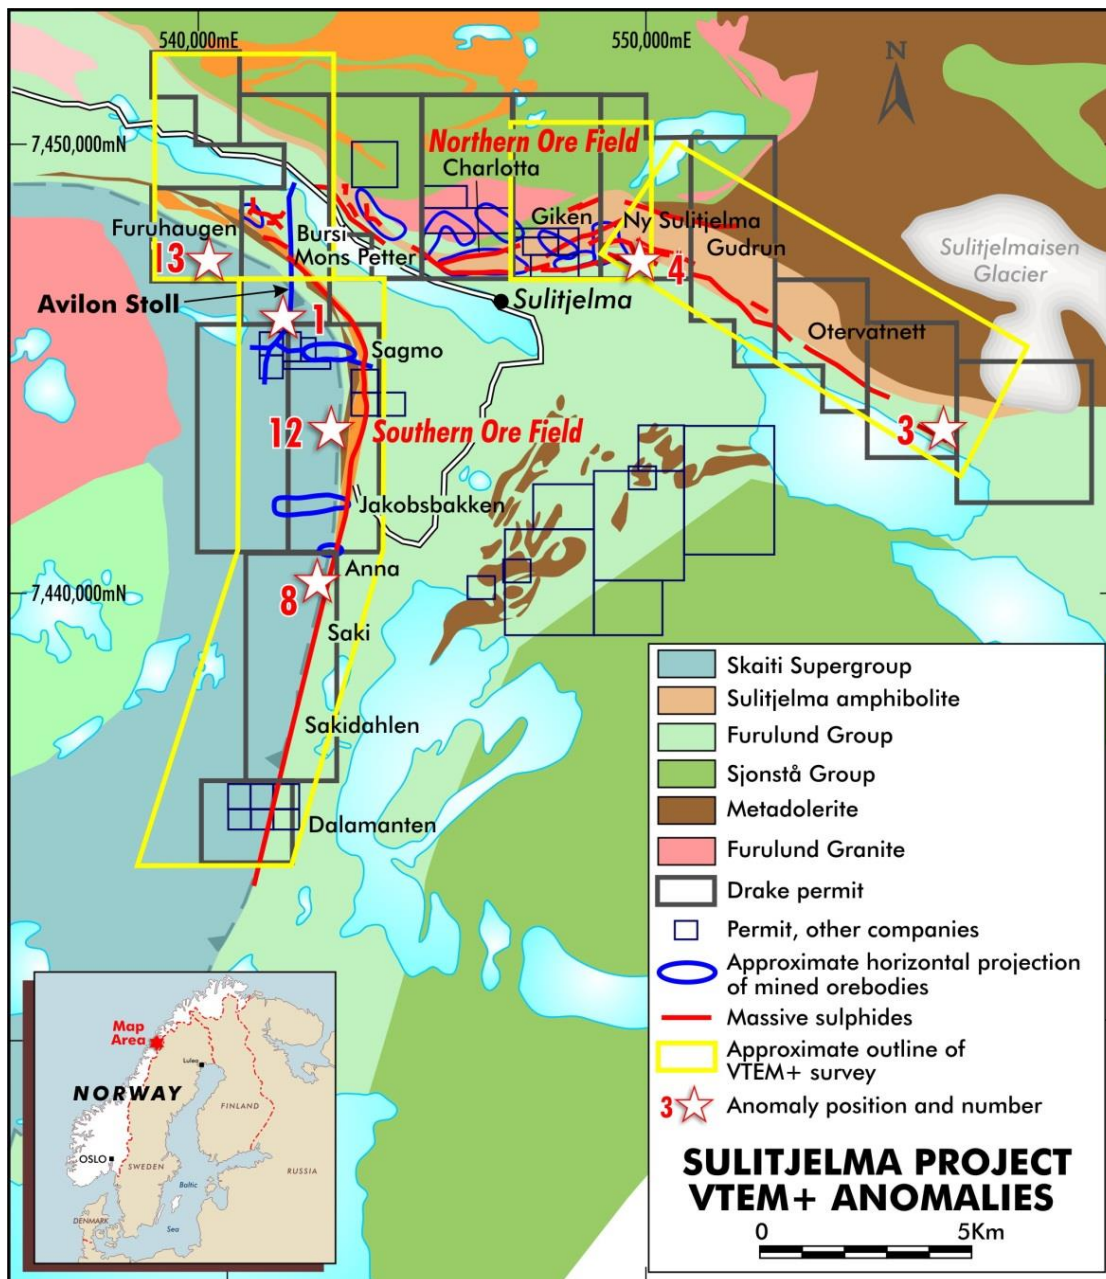 540,000mE
550,000mE
N
7,450,000mN
Northern Ore Field
Charlotta
Furuhaugen
13
Bursi
Mons Petter
Giken
Ny Sulitjelma
Gudrun
4
Sulitjelmaisen
Glacier
Avilon Stoll
1
Sulitjelma
Sagmo
Otervatnett
12
Southern Ore Field
3
Jakobsbakken
7,440,000mN
8
Anna
Saki
Sakidahlen
Dalamanten
Skaiti Supergroup
Sulitjelma amphibolite
Furulund Group
Sjonstå Group
Metadolerite
Furulund Granite
Drake permit
Permit, other companies
Approximate horizontal projection
of mined orebodies
Massive sulphides
Approximate outline of
VTEM+ survey
3
Anomaly position and number
SULITJELMA PROJECT
VTEM+ ANOMALIES
0
5Km
Map
Area
Lulea
NORWAY
FINLAND
OSLO
SWEDEN
RUSSIA
Baltic
Sea
DENMARK